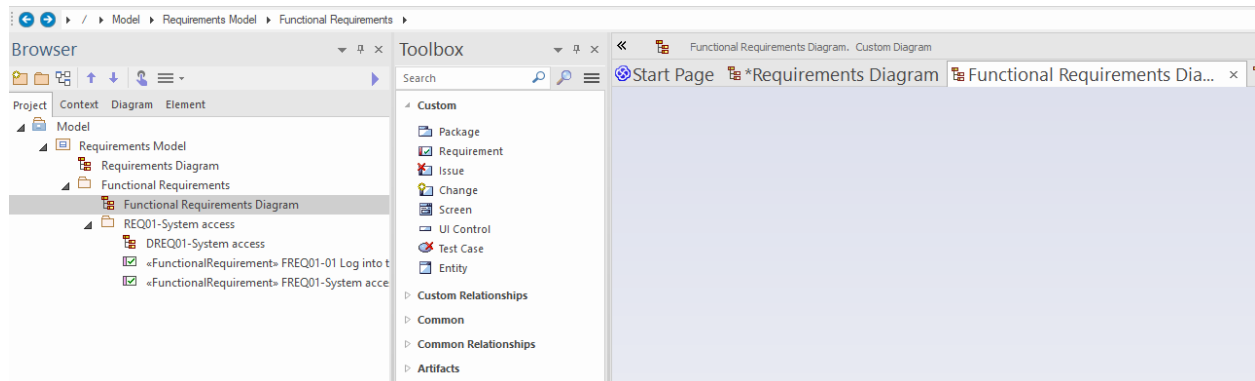 / Model Requirements Model Functional Requirements
Browser
Project Context Diagram Element
Model
Requirements Model
Requirements Diagram
Functional Requirements
Functional Requirements Diagram
REQ01-System access
DREQ01-System access
«FunctionalRequirement» FREQ01-01 Log into t
«FunctionalRequirement» FREQ01-System acce
Toolbox
Search
Custom
Package
Requirement
Issue
Change
Screen
UI Control
Test Case
Entity
Custom Relationships
Common
Common Relationships
Artifacts
Functional Requirements Diagram. Custom Diagram
Start Page *Requirements Diagram Functional Requirements Dia... ×